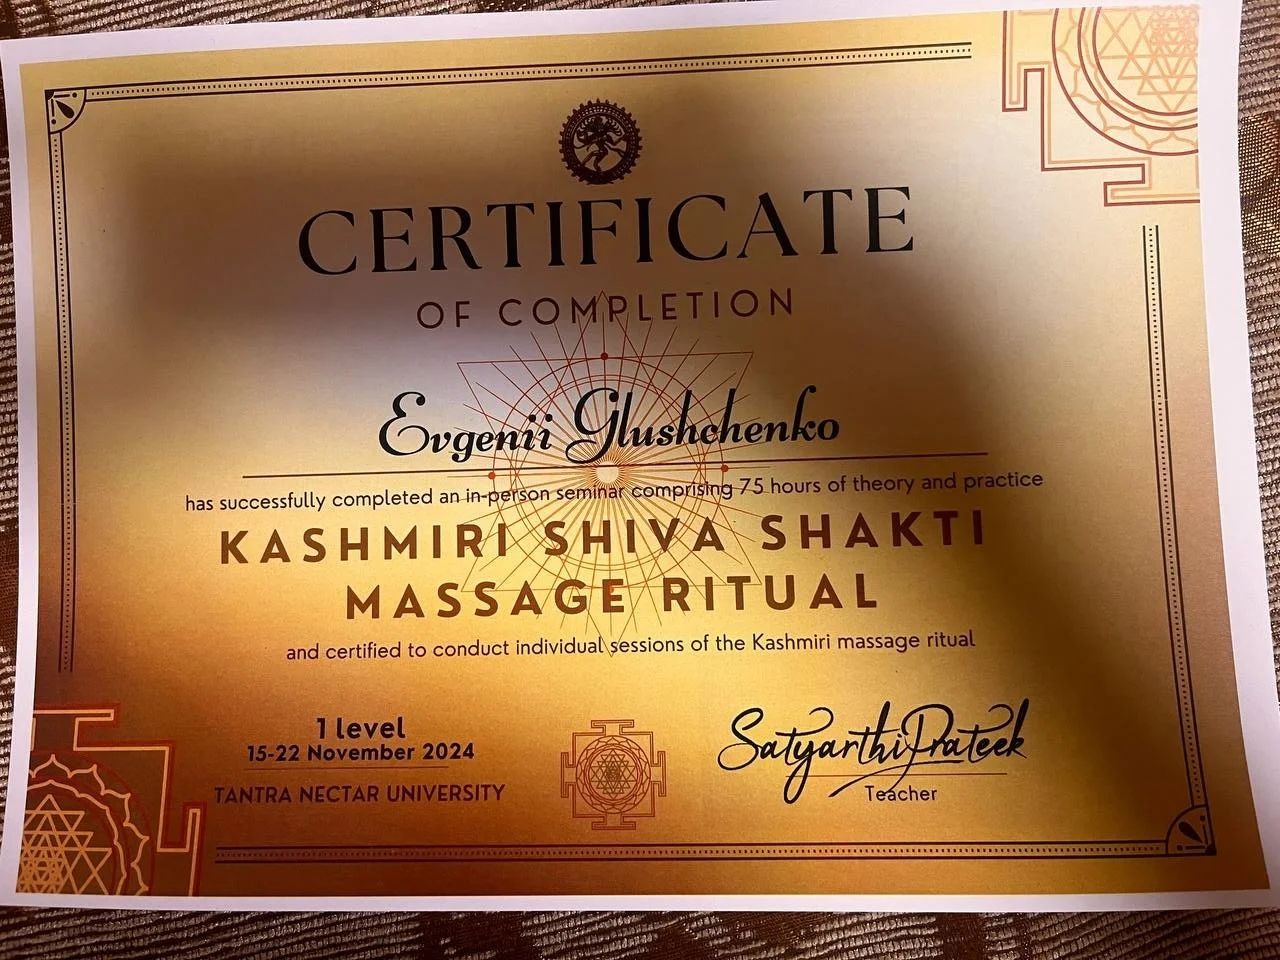 CERTIFICATE
OF COMPLETION
Evgenii Glushchenko
has successfully completed an in-person seminar comprising 75 hours of theory and practice
KASHMIRI SHIVA SHAKTI
MASSAGE RITUAL
and certified to conduct individual sessions of the Kashmiri massage ritual
1 level
15-22 November 2024
TANTRA NECTAR UNIVERSITY
Satyarthi Prateek
Teacher